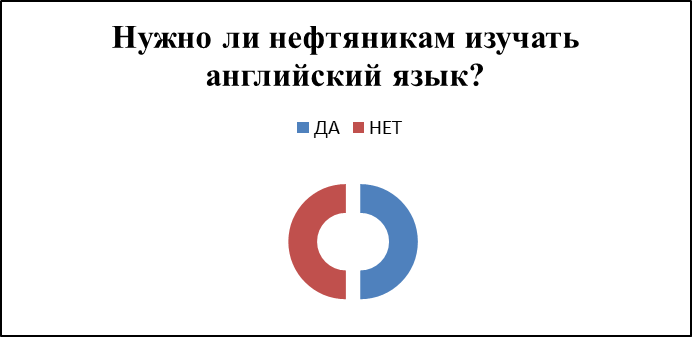 Нужно ли нефтяникам изучать
английский язык?
ДА НЕТ